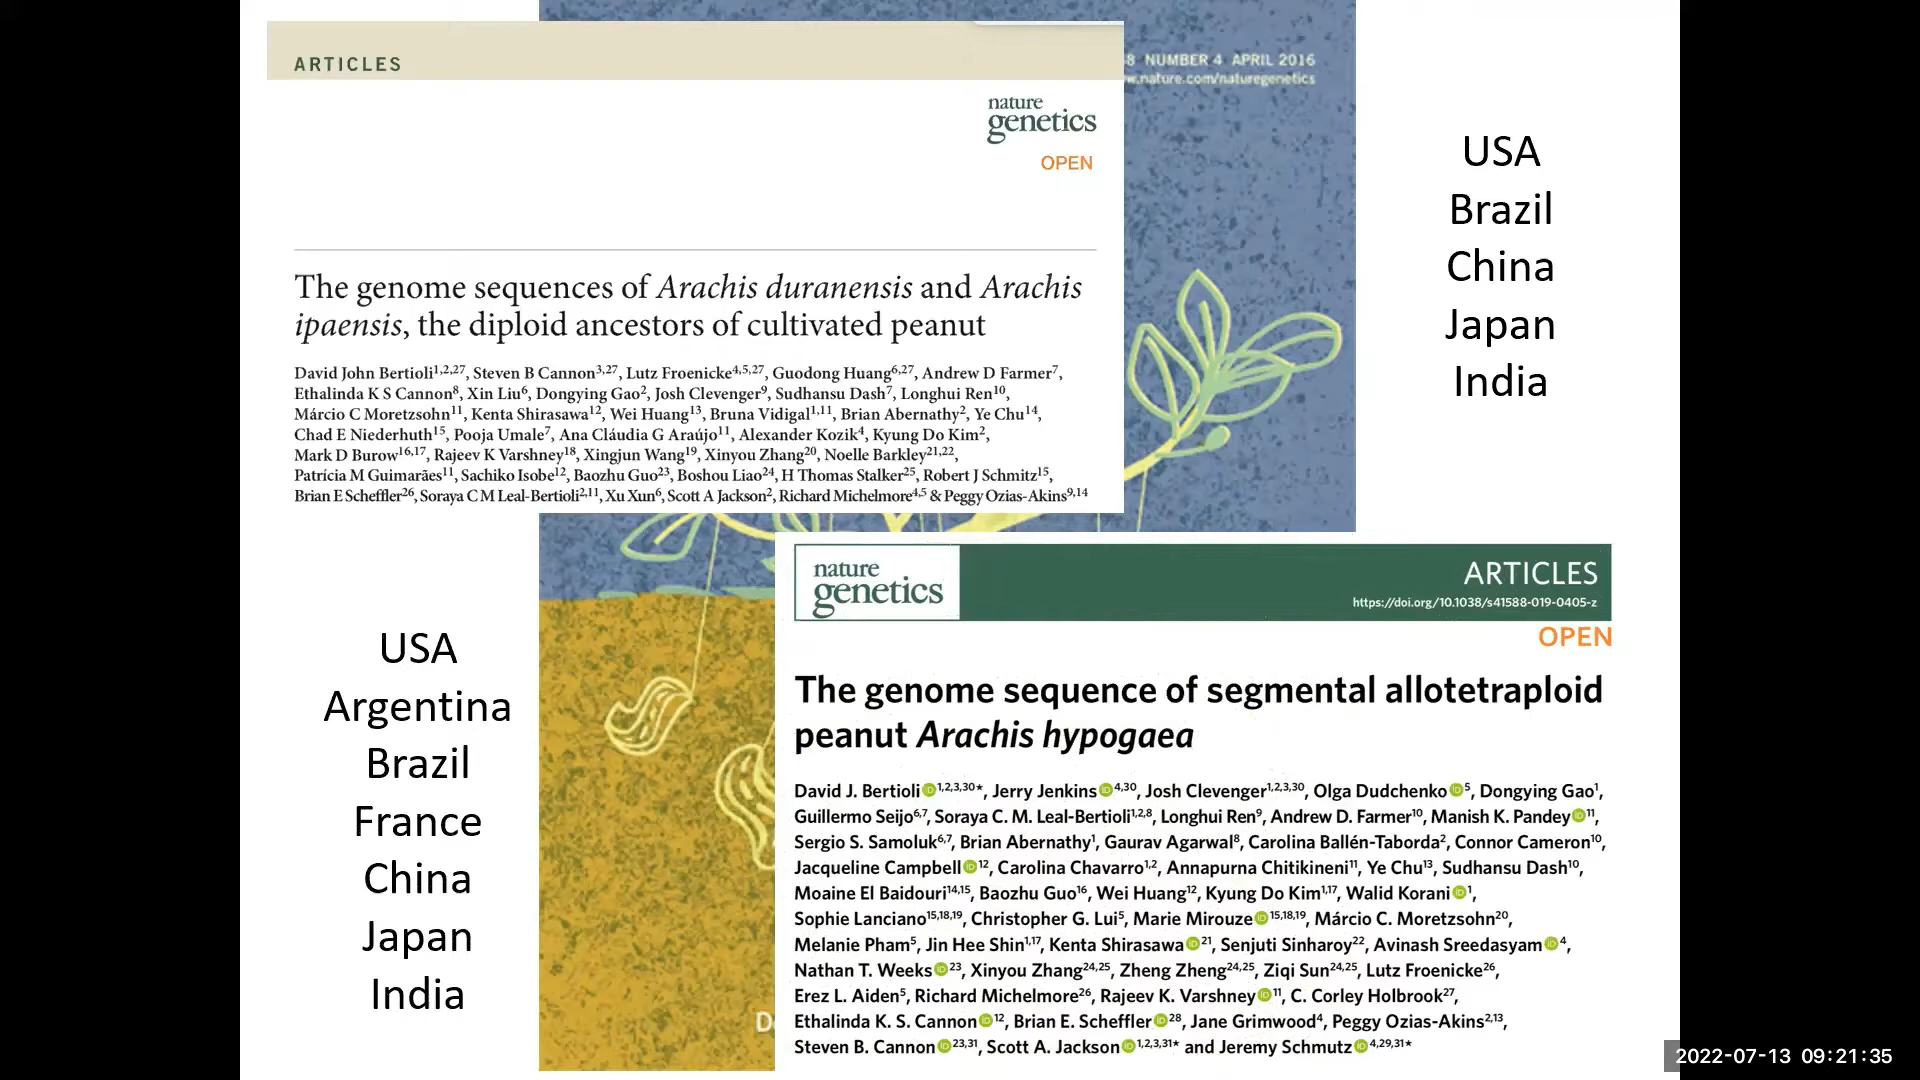 ARTICLES
8 NUMBER 4 APRIL 2016
w.nature.com/naturegenetics
nature
genetics
OPEN
The genome sequences of Arachis duranensis and Arachis
ipaensis, the diploid ancestors of cultivated peanut
David John Bertioli1,2,27, Steven B Cannon3,27, Lutz Froenicke4,5,27, Guodong Huang6,27, Andrew D Farmer7,
Ethalinda K S Cannon8, Xin Liu6, Dongying Gao2, Josh Clevenger9, Sudhansu Dash7, Longhui Ren10,
Márcio C Moretzsohn11, Kenta Shirasawa12, Wei Huang13, Bruna Vidigal1,11, Brian Abernathy2, Ye Chu14,
Chad E Niederhuth15, Pooja Umale7, Ana Cláudia G Araújo11, Alexander Kozik4, Kyung Do Kim2,
Mark D Burow16,17, Rajeev K Varshney18, Xingjun Wang19, Xinyou Zhang20, Noelle Barkley21,22,
Patrícia M Guimarães11, Sachiko Isobe12, Baozhu Guo23, Boshou Liao24, H Thomas Stalker25, Robert J Schmitz15,
Brian E Scheffler26, Soraya C M Leal-Bertioli2,11, Xu Xun6, Scott A Jackson2, Richard Michelmore4,5 & Peggy Ozias-Akins9,14
USA
Brazil
China
Japan
India
USA
Argentina
Brazil
France
China
Japan
India
nature
genetics
ARTICLES
https://doi.org/10.1038/s41588-019-0405-z
OPEN
The genome sequence of segmental allotetraploid
peanut Arachis hypogaea
David J. Bertioli1,2,3,30*, Jerry Jenkins4,30, Josh Clevenger1,2,3,30, Olga Dudchenko5, Dongying Gao1,
Guillermo Seijo6,7, Soraya C. M. Leal-Bertioli1,2,8, Longhui Ren9, Andrew D. Farmer10, Manish K. Pandey11,
Sergio S. Samoluk6,7, Brian Abernathy1, Gaurav Agarwal8, Carolina Ballén-Taborda2, Connor Cameron10,
Jacqueline Campbell12, Carolina Chavarro1,2, Annapurna Chitikineni11, Ye Chu13, Sudhansu Dash10,
Moaine El Baidouri14,15, Baozhu Guo16, Wei Huang12, Kyung Do Kim1,17, Walid Korani1,
Sophie Lanciano15,18,19, Christopher G. Lui5, Marie Mirouze15,18,19, Márcio C. Moretzsohn20,
Melanie Pham5, Jin Hee Shin1,17, Kenta Shirasawa21, Senjuti Sinharoy22, Avinash Sreedasyam4,
Nathan T. Weeks23, Xinyou Zhang24,25, Zheng Zheng24,25, Ziqi Sun24,25, Lutz Froenicke26,
Erez L. Aiden5, Richard Michelmore26, Rajeev K. Varshney11, C. Corley Holbrook27,
Ethalinda K. S. Cannon12, Brian E. Scheffler28, Jane Grimwood4, Peggy Ozias-Akins2,13,
Steven B. Cannon23,31, Scott A. Jackson1,2,3,31* and Jeremy Schmutz4,29,31*
2022-07-13 09:21:35